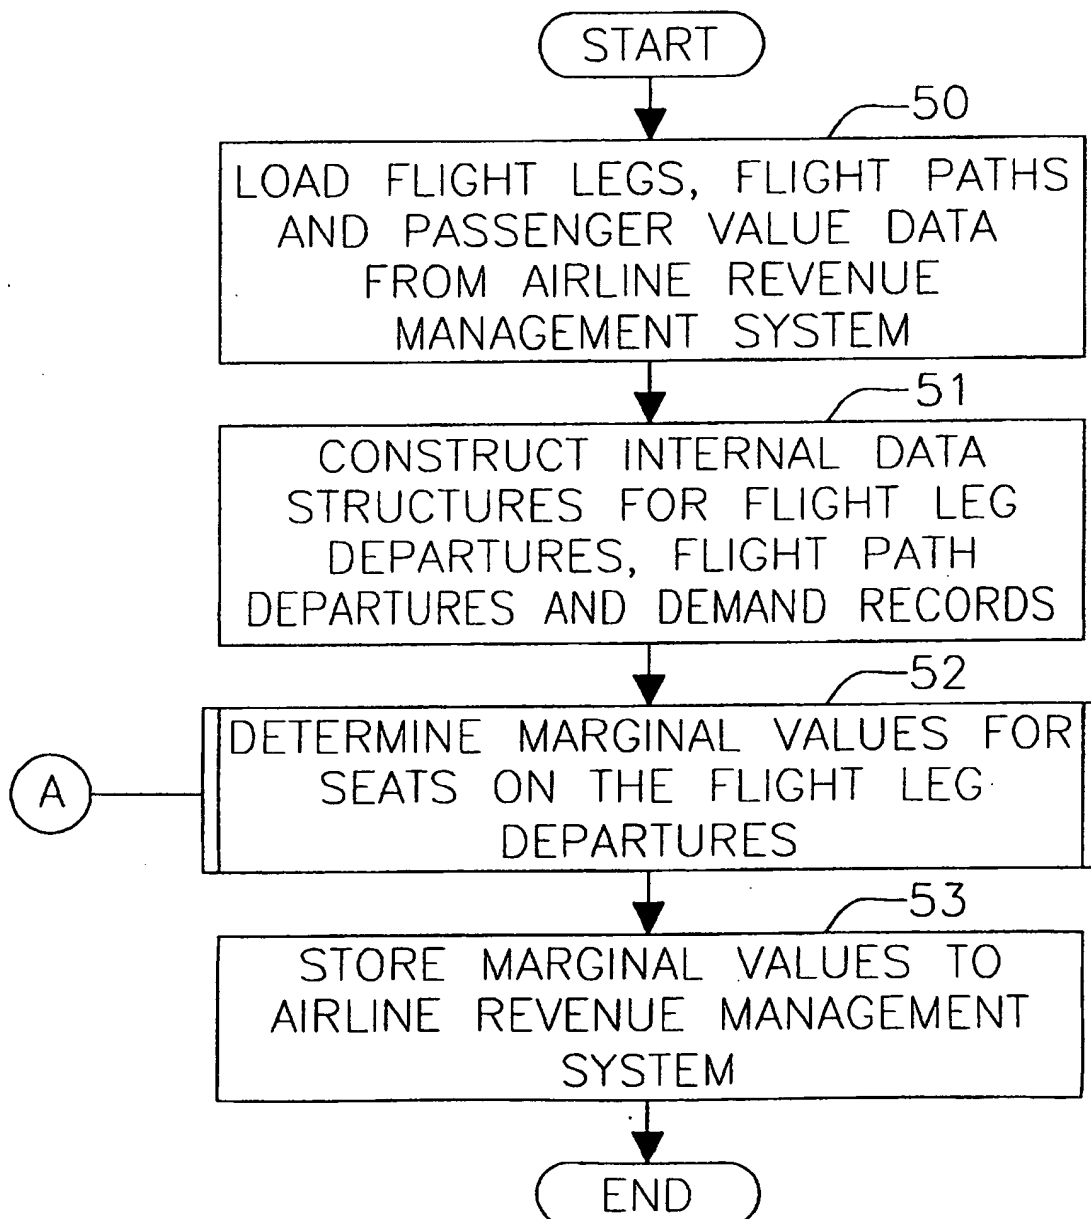 START
50
LOAD FLIGHT LEGS, FLIGHT PATHS
AND PASSENGER VALUE DATA
FROM AIRLINE REVENUE
MANAGEMENT SYSTEM
51
CONSTRUCT INTERNAL DATA
STRUCTURES FOR FLIGHT LEG
DEPARTURES, FLIGHT PATH
DEPARTURES AND DEMAND RECORDS
52
DETERMINE MARGINAL VALUES FOR
SEATS ON THE FLIGHT LEG
DEPARTURES
A
53
STORE MARGINAL VALUES TO
AIRLINE REVENUE MANAGEMENT
SYSTEM
END